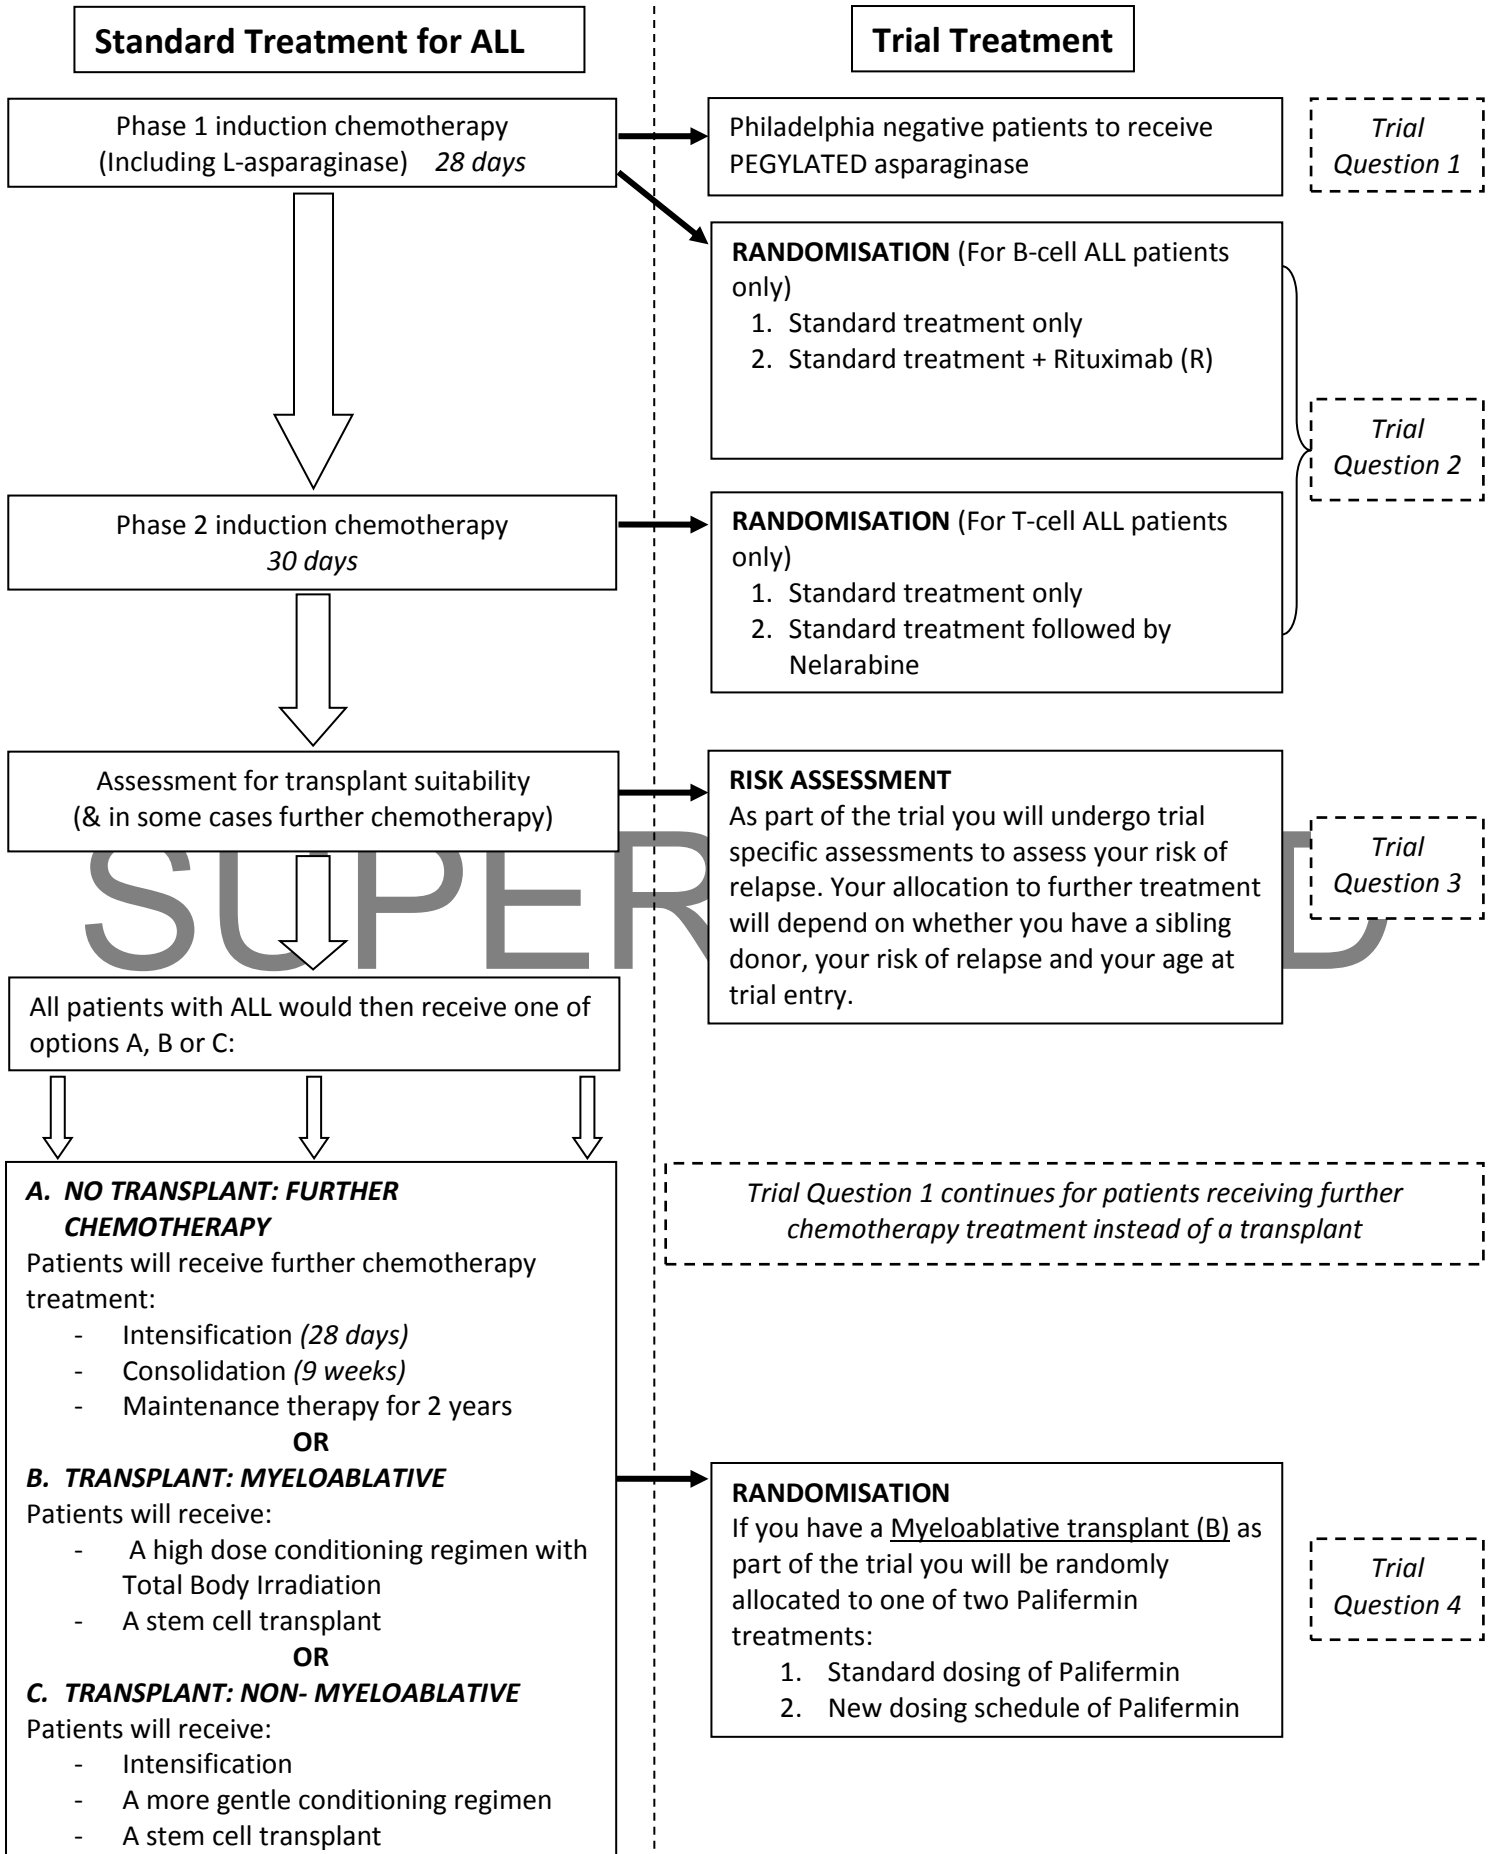 Standard Treatment for ALL
Trial Treatment
Phase 1 induction chemotherapy
(Including L-asparaginase) 28 days
Philadelphia negative patients to receive
PEGYLATED asparaginase
Trial
Question 1
RANDOMISATION (For B-cell ALL patients
only)
1. Standard treatment only
2. Standard treatment + Rituximab (R)
Trial
Question 2
Phase 2 induction chemotherapy
30 days
RANDOMISATION (For T-cell ALL patients
only)
1. Standard treatment only
2. Standard treatment followed by
Nelarabine
Assessment for transplant suitability
(& in some cases further chemotherapy)
RISK ASSESSMENT
As part of the trial you will undergo trial
specific assessments to assess your risk of
relapse. Your allocation to further treatment
will depend on whether you have a sibling
donor, your risk of relapse and your age at
trial entry.
Trial
Question 3
All patients with ALL would then receive one of
options A, B or C:
A. NO TRANSPLANT: FURTHER
CHEMOTHERAPY
Patients will receive further chemotherapy
treatment:
- Intensification (28 days)
- Consolidation (9 weeks)
- Maintenance therapy for 2 years
OR
B. TRANSPLANT: MYELOABLATIVE
Patients will receive:
- A high dose conditioning regimen with
Total Body Irradiation
- A stem cell transplant
OR
C. TRANSPLANT: NON- MYELOABLATIVE
Patients will receive:
- Intensification
- A more gentle conditioning regimen
- A stem cell transplant
Trial Question 1 continues for patients receiving further
chemotherapy treatment instead of a transplant
RANDOMISATION
If you have a Myeloablative transplant (B) as
part of the trial you will be randomly
allocated to one of two Palifermin
treatments:
1. Standard dosing of Palifermin
2. New dosing schedule of Palifermin
Trial
Question 4